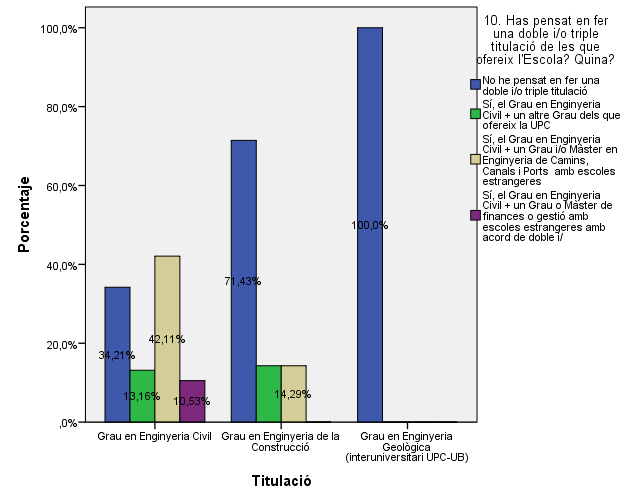 10. Has pensat en fer
una doble i/o triple
titulació de les que
ofereix l'Escola? Quina?
No he pensat en fer una
doble i/o triple titulació
Sí, el Grau en Enginyeria
Civil + un altre Grau dels que
ofereix la UPC
Sí, el Grau en Enginyeria
Civil + un Grau i/o Màster en
Enginyeria de Camins,
Canals i Ports amb escoles
estrangeres
Sí, el Grau en Enginyeria
Civil + un Grau o Màster de
finances o gestió amb
escoles estrangeres amb
acord de doble i/
Porcentaje
100,0%
80,0%
60,0%
40,0%
20,0%
,0%
34,21%
13,16%
42,11%
10,53%
71,43%
14,29%
100,0%
Grau en Enginyeria Civil
Grau en Enginyeria de la
Construcció
Grau en Enginyeria
Geològica
(interuniversitari UPC-UB)
Titulació